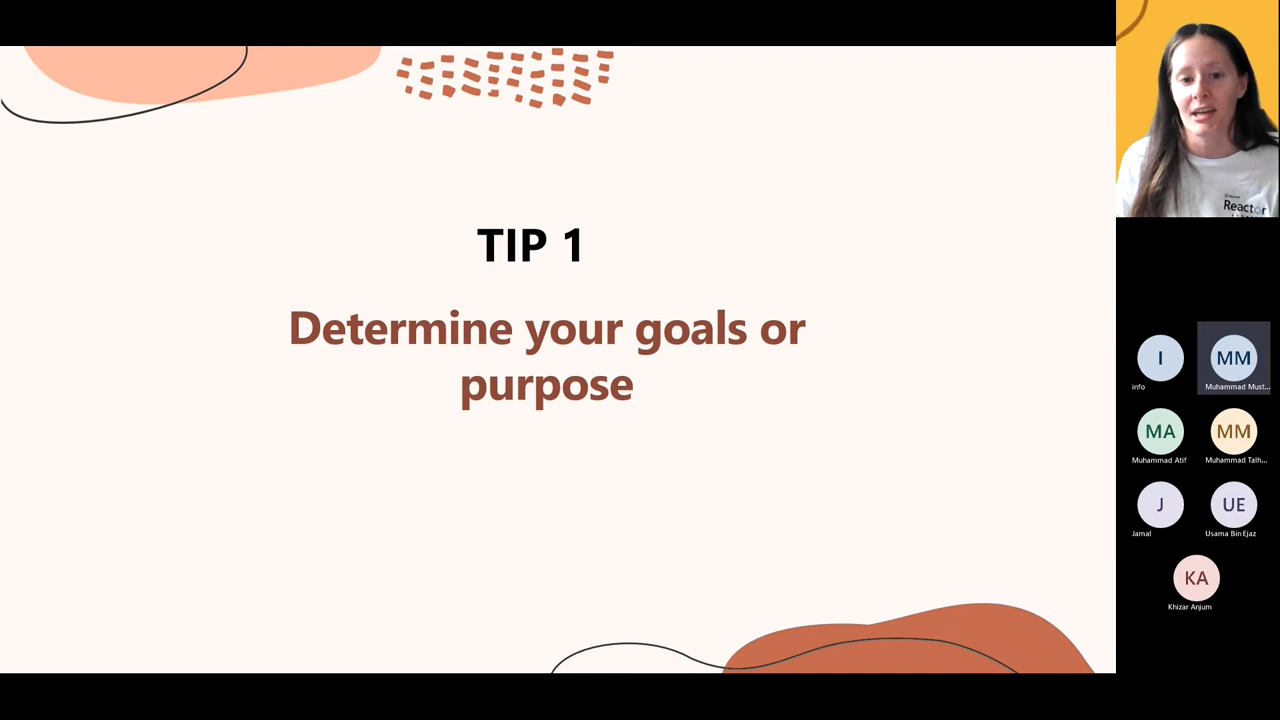 TIP 1
Determine your goals or
purpose
Reactor
I
info
MM
Muhammad Must...
MA
Muhammad Atif
MM
Muhammad Talh...
J
Jamal
UE
Usama Bin Ejaz
KA
Khizar Anjum